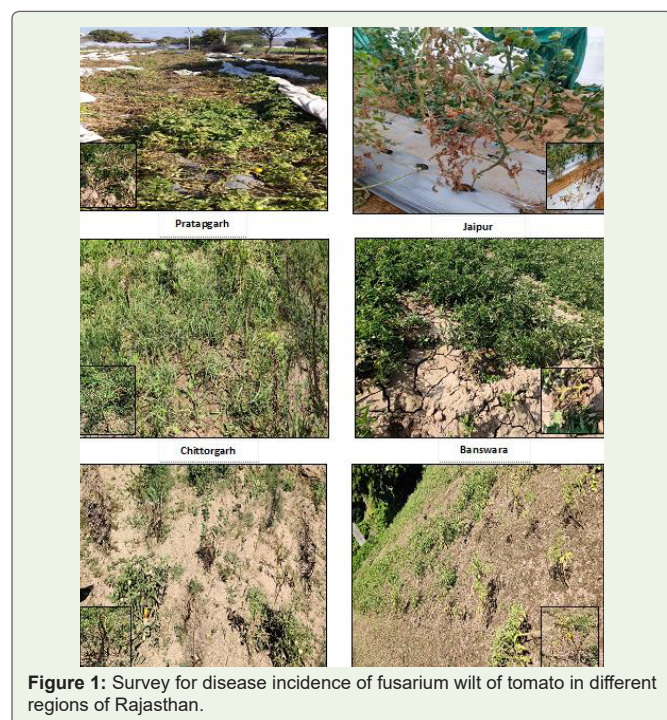 Pratapgarh
Jaipur
Chittorgarh
Banswara
Figure 1: Survey for disease incidence of fusarium wilt of tomato in different
regions of Rajasthan.